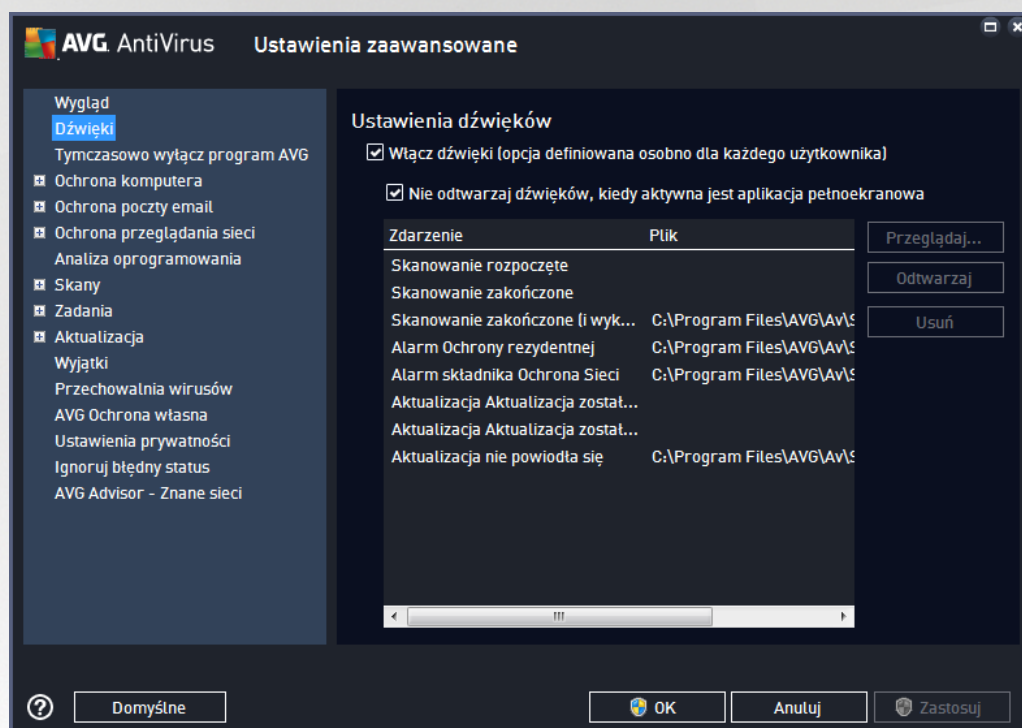 AVG. AntiVirus Ustawienia zaawansowane
Wygląd
Dźwięki
Tymczasowo wyłącz program AVG
Ochrona komputera
Ochrona poczty email
Ochrona przeglądania sieci
Analiza oprogramowania
Skany
Zadania
Aktualizacja
Wyjątki
Przechowalnia wirusów
AVG Ochrona własna
Ustawienia prywatności
Ignoruj błędny status
AVG Advisor - Znane sieci
Ustawienia dźwięków
Włącz dźwięki (opcja definiowana osobno dla każdego użytkownika)
Nie odtwarzaj dźwięków, kiedy aktywna jest aplikacja pełnoekranowa
Zdarzenie Plik
Skanowanie rozpoczęte
Skanowanie zakończone
Skanowanie zakończone (i wyk... C:\Program Files\AVG\Av\S
Alarm Ochrony rezydentnej C:\Program Files\AVG\Av\S
Alarm składnika Ochrona Sieci C:\Program Files\AVG\Av\S
Aktualizacja Aktualizacja został...
Aktualizacja Aktualizacja został...
Aktualizacja nie powiodła się C:\Program Files\AVG\Av\S
Przeglądaj...
Odtwarzaj
Usuń
Domyślne
OK
Anuluj
Zastosuj